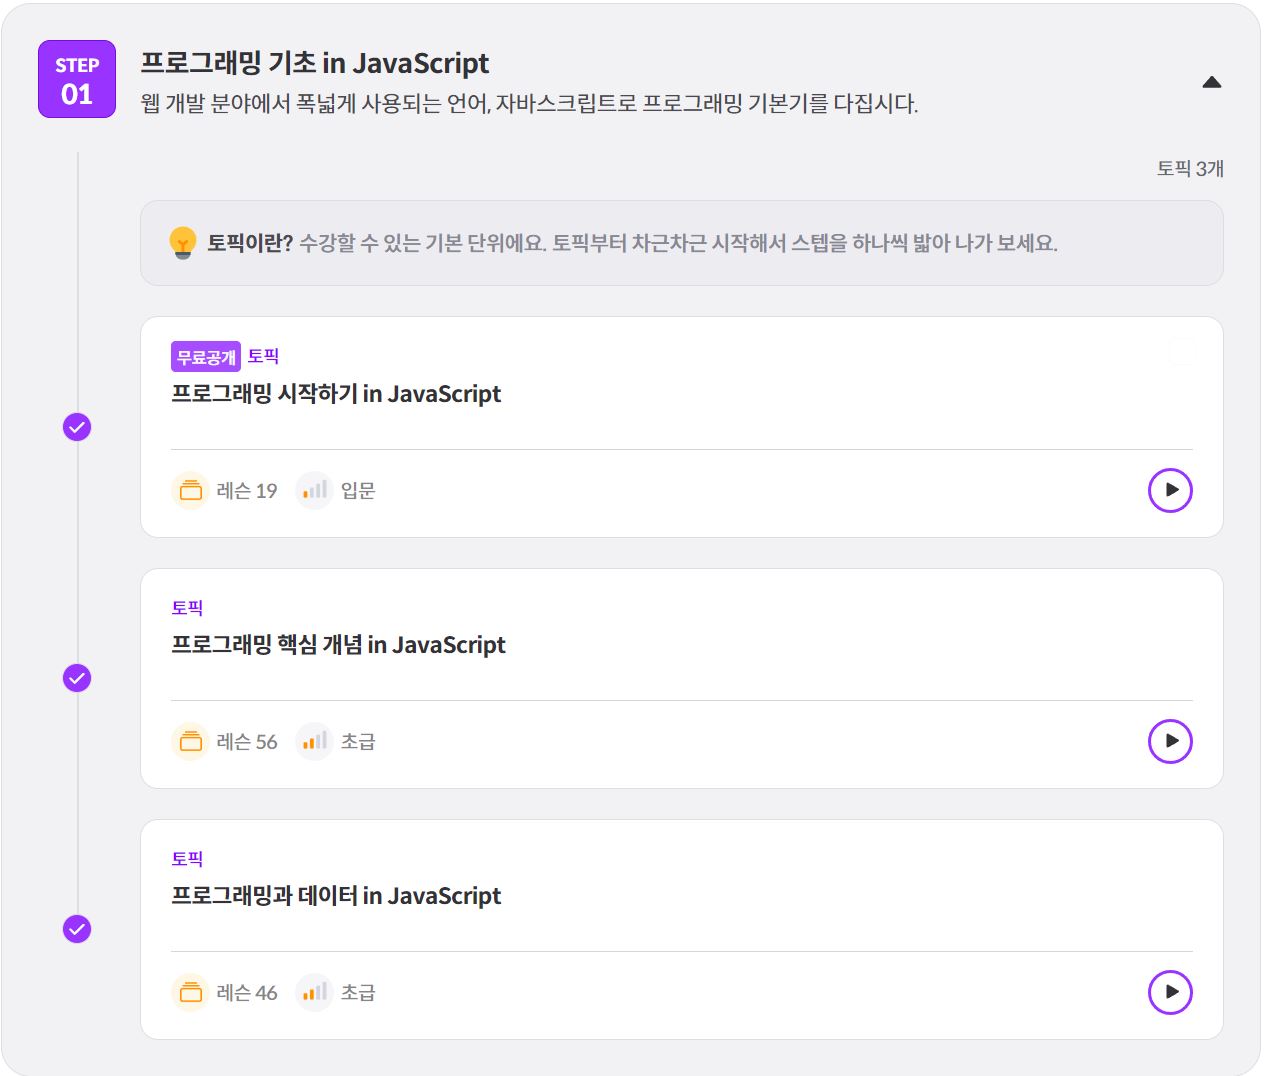 STEP
01
프로그래밍 기초 in JavaScript
웹 개발 분야에서 폭넓게 사용되는 언어, 자바스크립트로 프로그래밍 기본기를 다집시다.
토픽 3개
토픽이란? 수강할 수 있는 기본 단위에요. 토픽부터 차근차근 시작해서 스텝을 하나씩 밟아 나가 보세요.
무료공개 토픽
프로그래밍 시작하기 in JavaScript
레슨 19 입문
토픽
프로그래밍 핵심 개념 in JavaScript
레슨 56 초급
토픽
프로그래밍과 데이터 in JavaScript
레슨 46 초급